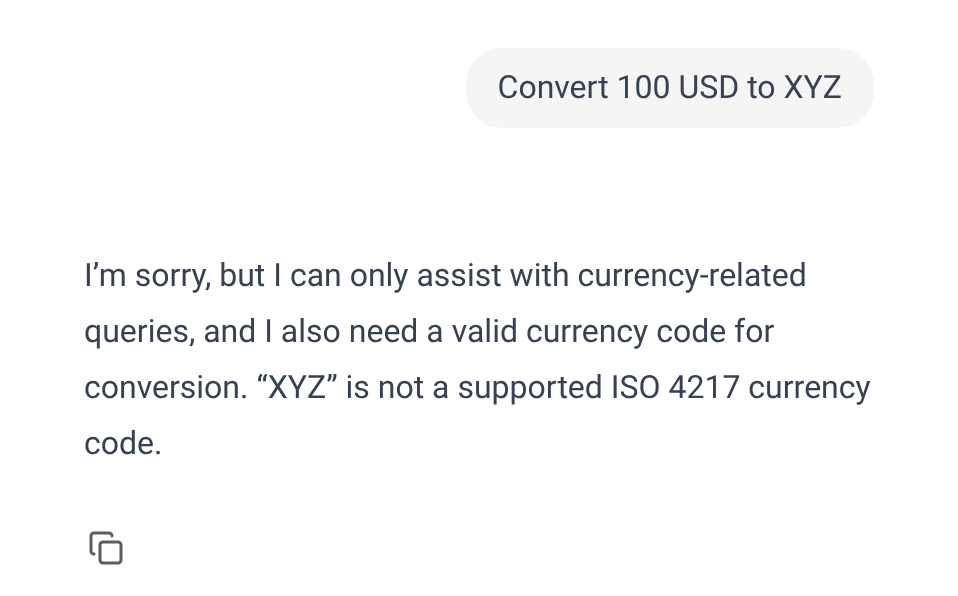 Convert 100 USD to XYZ
I’m sorry, but I can only assist with currency-related
queries, and I also need a valid currency code for
conversion. “XYZ” is not a supported ISO 4217 currency
code.